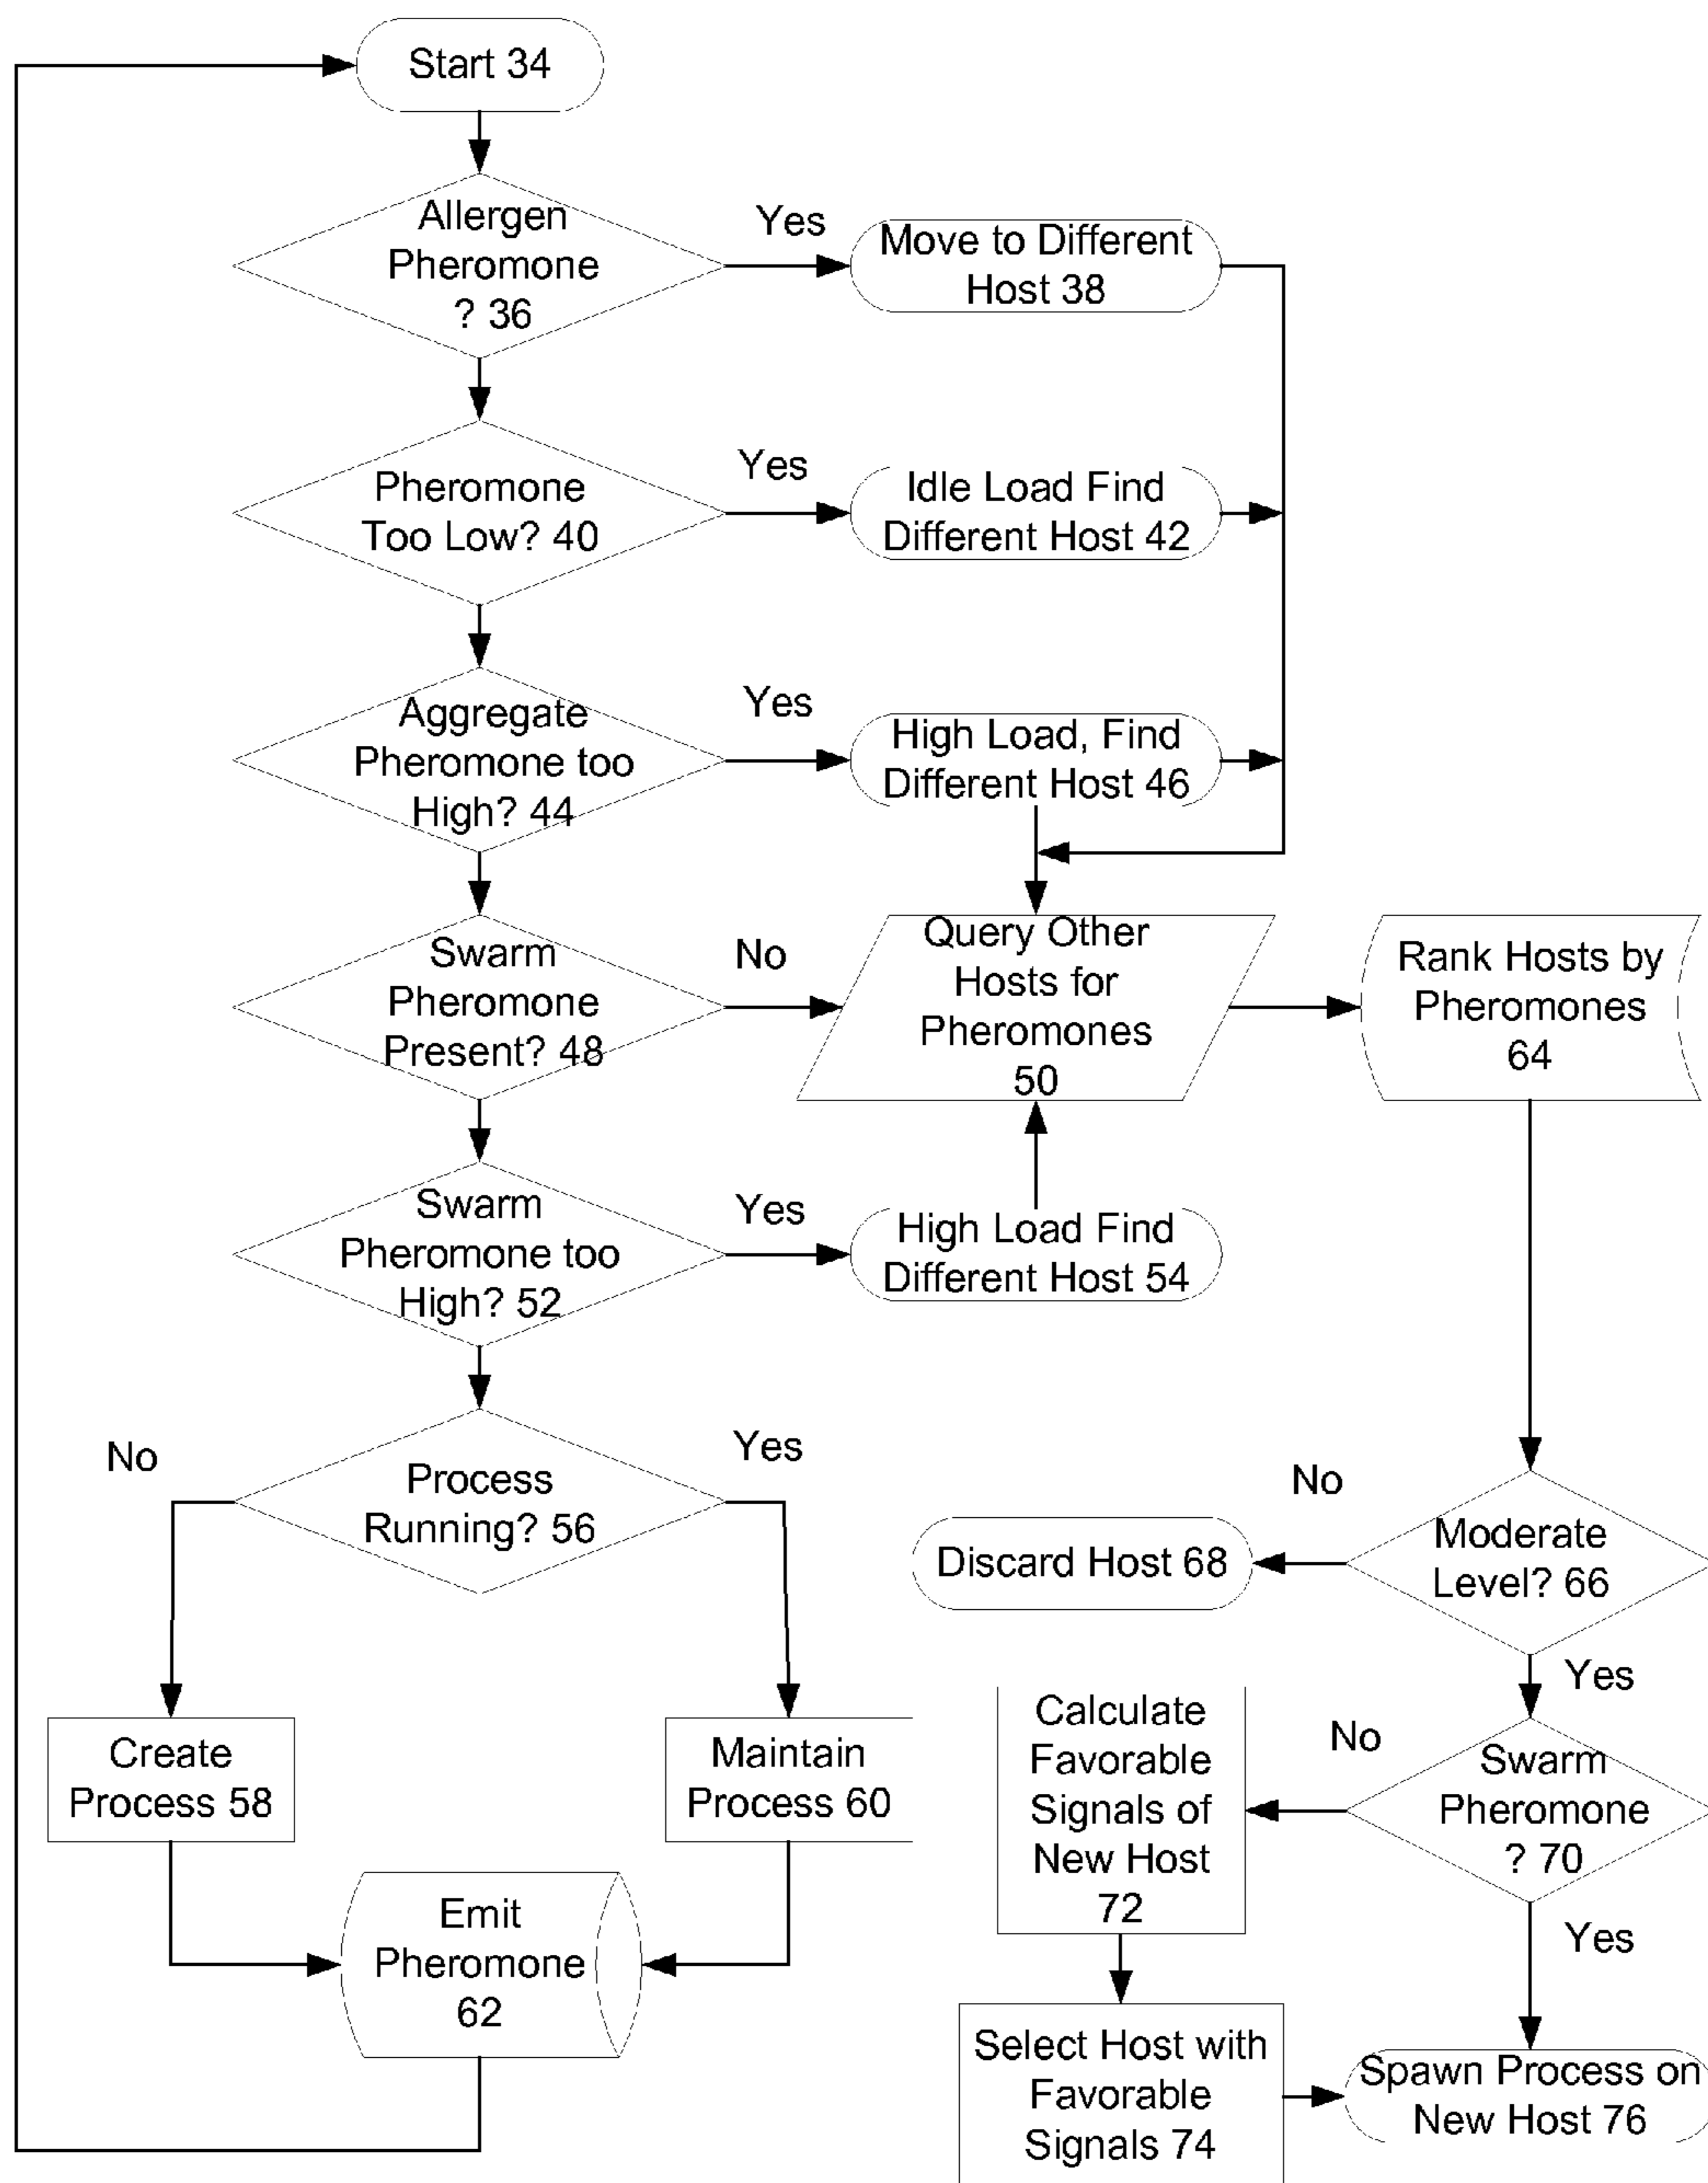 Start 34
Allergen
Pheromone
? 36
Yes
Move to Different
Host 38
Pheromone
Too Low? 40
Yes
Idle Load Find
Different Host 42
Aggregate
Pheromone too
High? 44
Yes
High Load, Find
Different Host 46
Swarm
Pheromone
Present? 48
No
Query Other
Hosts for
Pheromones
50
Rank Hosts by
Pheromones
64
Swarm
Pheromone too
High? 52
Yes
High Load Find
Different Host 54
Process
Running? 56
No
Yes
Create
Process 58
Maintain
Process 60
Emit
Pheromone
62
Moderate
Level? 66
No
Discard Host 68
Yes
Swarm
Pheromone
? 70
No
Calculate
Favorable
Signals of
New Host
72
Yes
Select Host with
Favorable
Signals 74
Spawn Process on
New Host 76